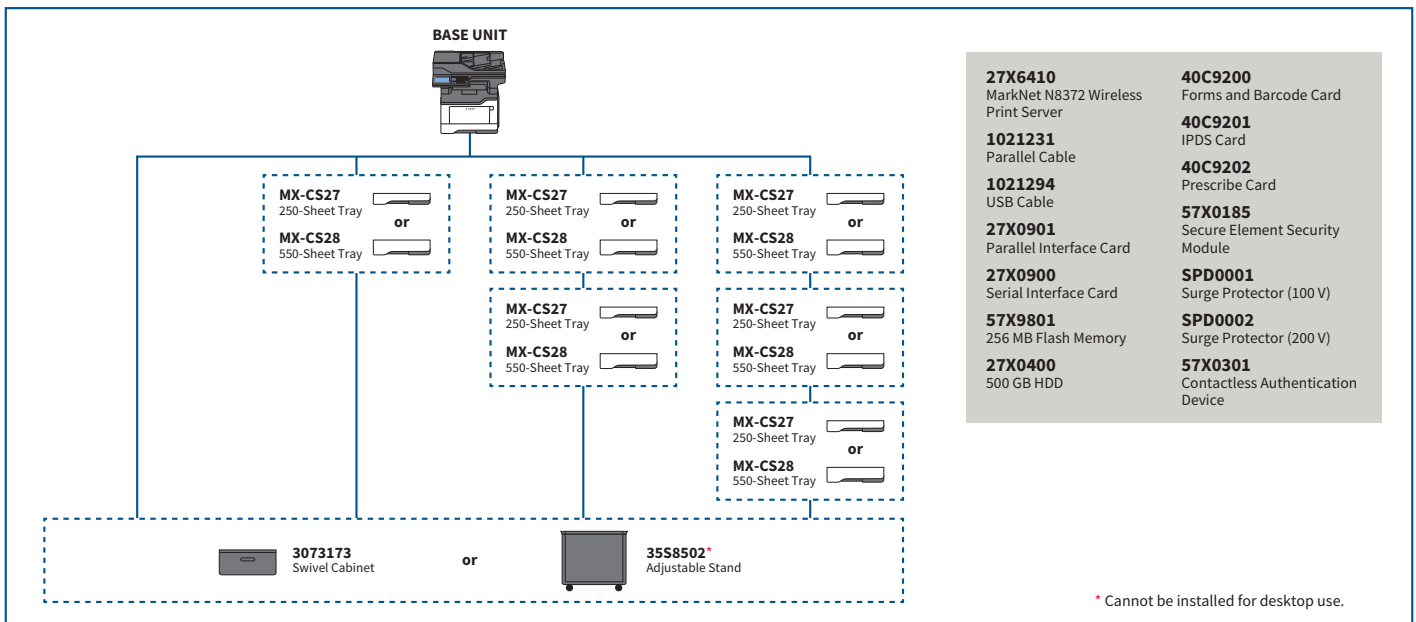 BASE UNIT
MX-CS27
250-Sheet Tray
or
MX-CS28
550-Sheet Tray
MX-CS27
250-Sheet Tray
or
MX-CS28
550-Sheet Tray
MX-CS27
250-Sheet Tray
or
MX-CS28
550-Sheet Tray
MX-CS27
250-Sheet Tray
or
MX-CS28
550-Sheet Tray
MX-CS27
250-Sheet Tray
or
MX-CS28
550-Sheet Tray
MX-CS27
250-Sheet Tray
or
MX-CS28
550-Sheet Tray
3073173
Swivel Cabinet
or
35S8502*
Adjustable Stand
27X6410
MarkNet N8372 Wireless
Print Server
1021231
Parallel Cable
1021294
USB Cable
27X0901
Parallel Interface Card
27X0900
Serial Interface Card
57X9801
256 MB Flash Memory
27X0400
500 GB HDD
40C9200
Forms and Barcode Card
40C9201
IPDS Card
40C9202
Prescribe Card
57X0185
Secure Element Security
Module
SPD0001
Surge Protector (100 V)
SPD0002
Surge Protector (200 V)
57X0301
Contactless Authentication
Device
* Cannot be installed for desktop use.